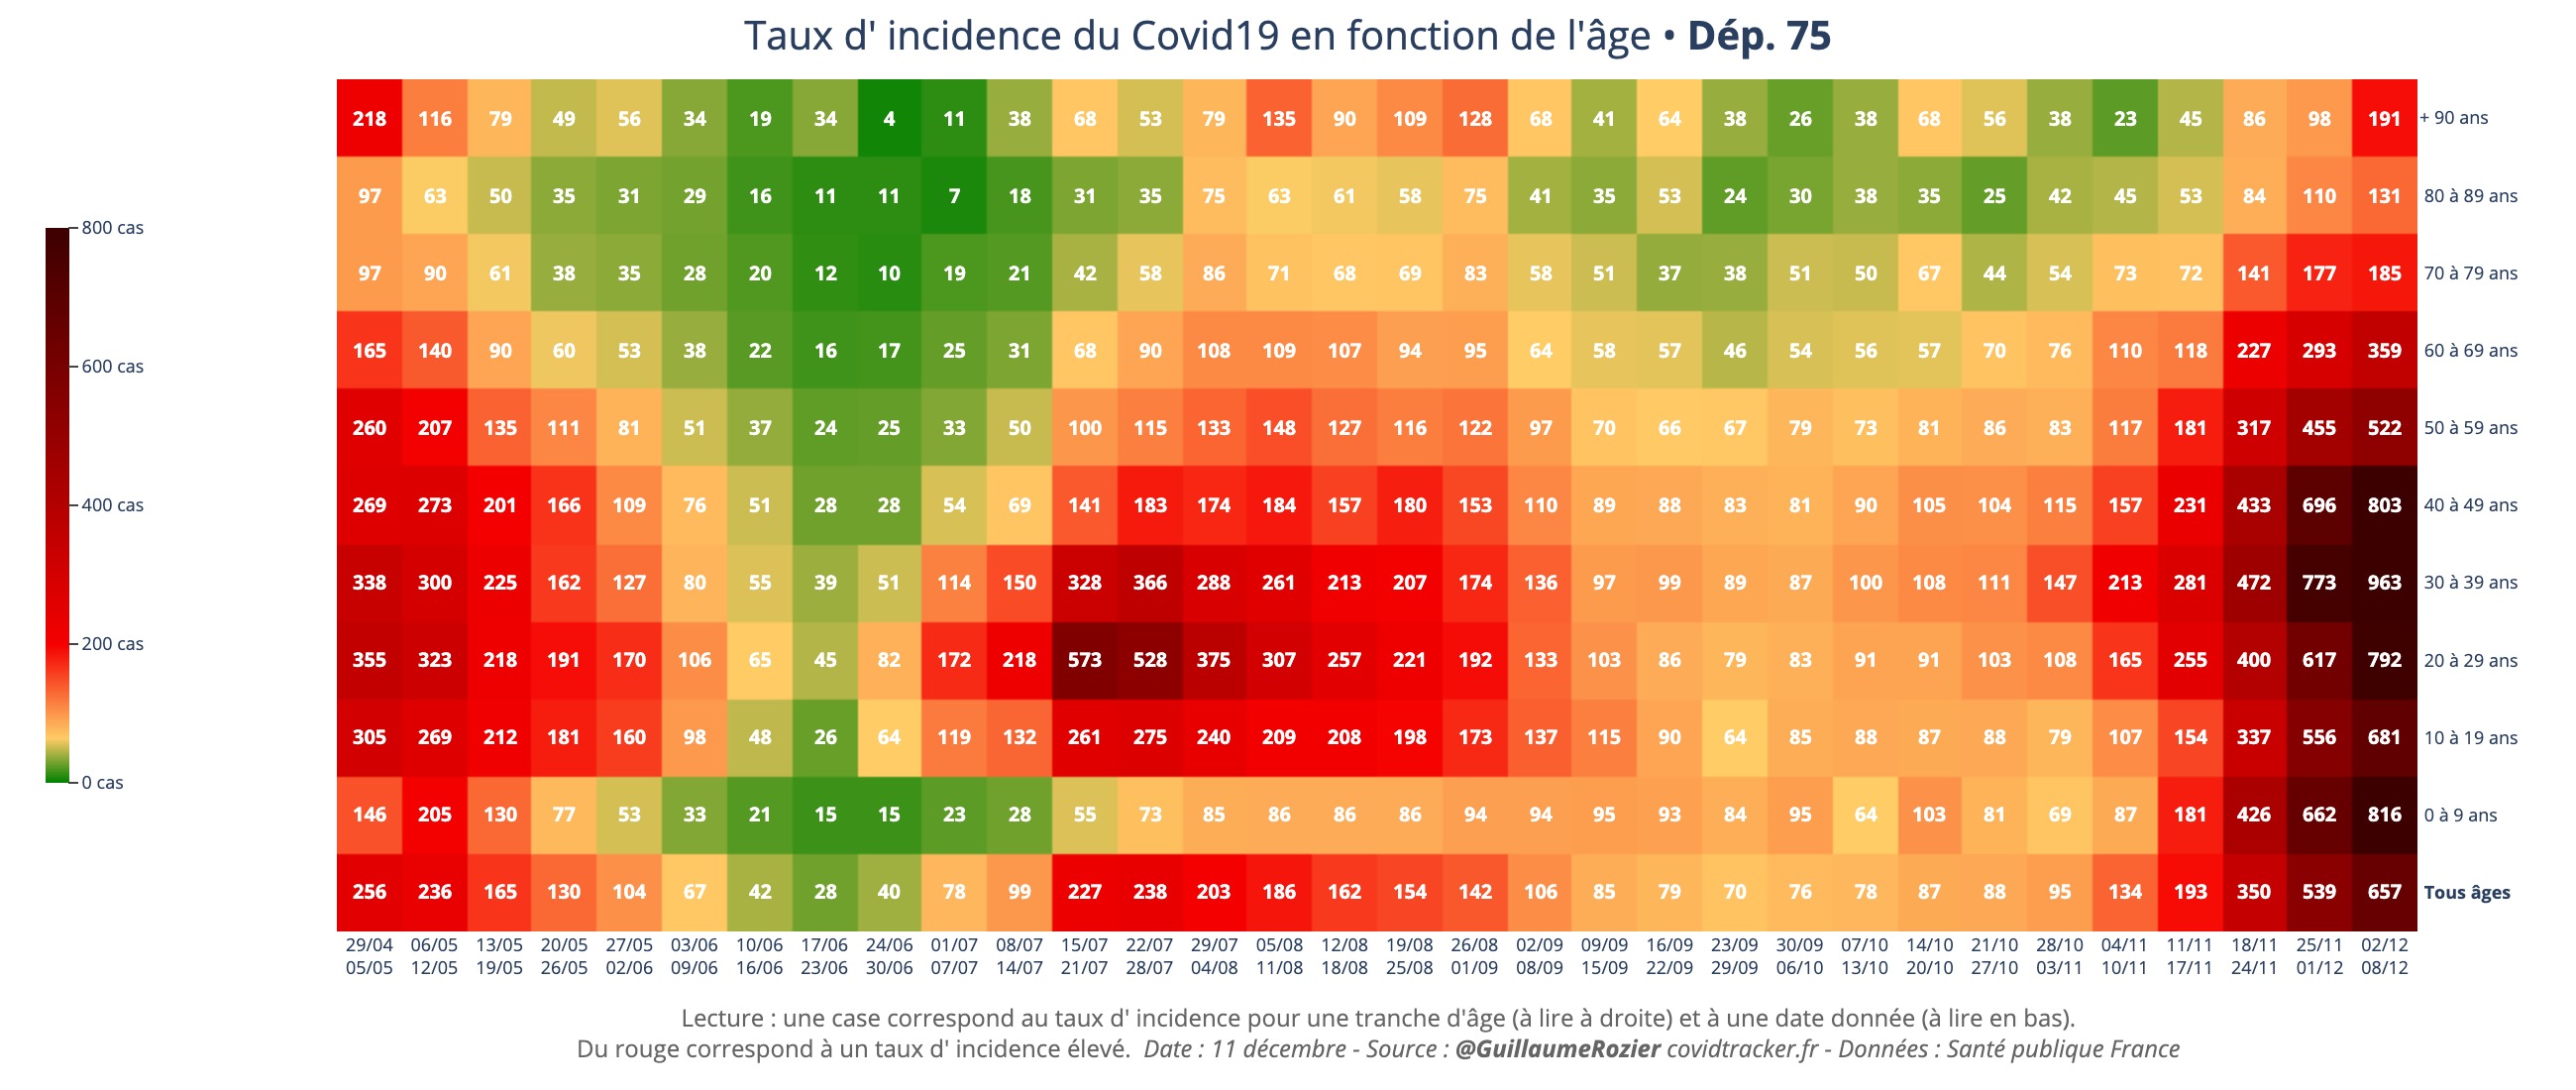 Taux d' incidence du Covid19 en fonction de l'âge • Dép. 75
218 116 79 49 56 34 19 34 4 11 38 68 53 79 135 90 109 128 68 41 64 38 26 38 68 56 38 23 45 86 98 191 + 90 ans
97 63 50 35 31 29 16 11 11 7 18 31 35 75 63 61 58 75 41 35 53 24 30 38 35 25 42 45 53 84 110 131 80 à 89 ans
800 cas
97 90 61 38 35 28 20 12 10 19 21 42 58 86 71 68 69 83 58 51 37 38 51 50 67 44 54 73 72 141 177 185 70 à 79 ans
165 140 90 60 53 38 22 16 17 25 31 68 90 108 109 107 94 95 64 58 57 46 54 56 57 70 76 110 118 227 293 359 60 à 69 ans
600 cas
260 207 135 111 81 51 37 24 25 33 50 100 115 133 148 127 116 122 97 70 66 67 79 73 81 86 83 117 181 317 455 522 50 à 59 ans
400 cas
269 273 201 166 109 76 51 28 28 54 69 141 183 174 184 157 180 153 110 89 88 83 81 90 105 104 115 157 231 433 696 803 40 à 49 ans
338 300 225 162 127 80 55 39 51 114 150 328 366 288 261 213 207 174 136 97 99 89 87 100 108 111 147 213 281 472 773 963 30 à 39 ans
200 cas
355 323 218 191 170 106 65 45 82 172 218 573 528 375 307 257 221 192 133 103 86 79 83 91 91 103 108 165 255 400 617 792 20 à 29 ans
305 269 212 181 160 98 48 26 64 119 132 261 275 240 209 208 198 173 137 115 90 64 85 88 87 88 79 107 154 337 556 681 10 à 19 ans
0 cas
146 205 130 77 53 33 21 15 15 23 28 55 73 85 86 86 86 94 94 95 93 84 95 64 103 81 69 87 181 426 662 816 0 à 9 ans
256 236 165 130 104 67 42 28 40 78 99 227 238 203 186 162 154 142 106 85 79 70 76 78 87 88 95 134 193 350 539 657 Tous âges
29/04 06/05 13/05 20/05 27/05 03/06 10/06 17/06 24/06 01/07 08/07 15/07 22/07 29/07 05/08 12/08 19/08 26/08 02/09 09/09 16/09 23/09 30/09 07/10 14/10 21/10 28/10 04/11 11/11 18/11 25/11 02/12
05/05 12/05 19/05 26/05 02/06 09/06 16/06 23/06 30/06 07/07 14/07 21/07 28/07 04/08 11/08 18/08 25/08 01/09 08/09 15/09 22/09 29/09 06/10 13/10 20/10 27/10 03/11 10/11 17/11 24/11 01/12 08/12
Lecture : une case correspond au taux d' incidence pour une tranche d'âge (à lire à droite) et à une date donnée (à lire en bas).
Du rouge correspond à un taux d' incidence élevé. Date : 11 décembre - Source : @GuillaumeRozier covidtracker.fr - Données : Santé publique France